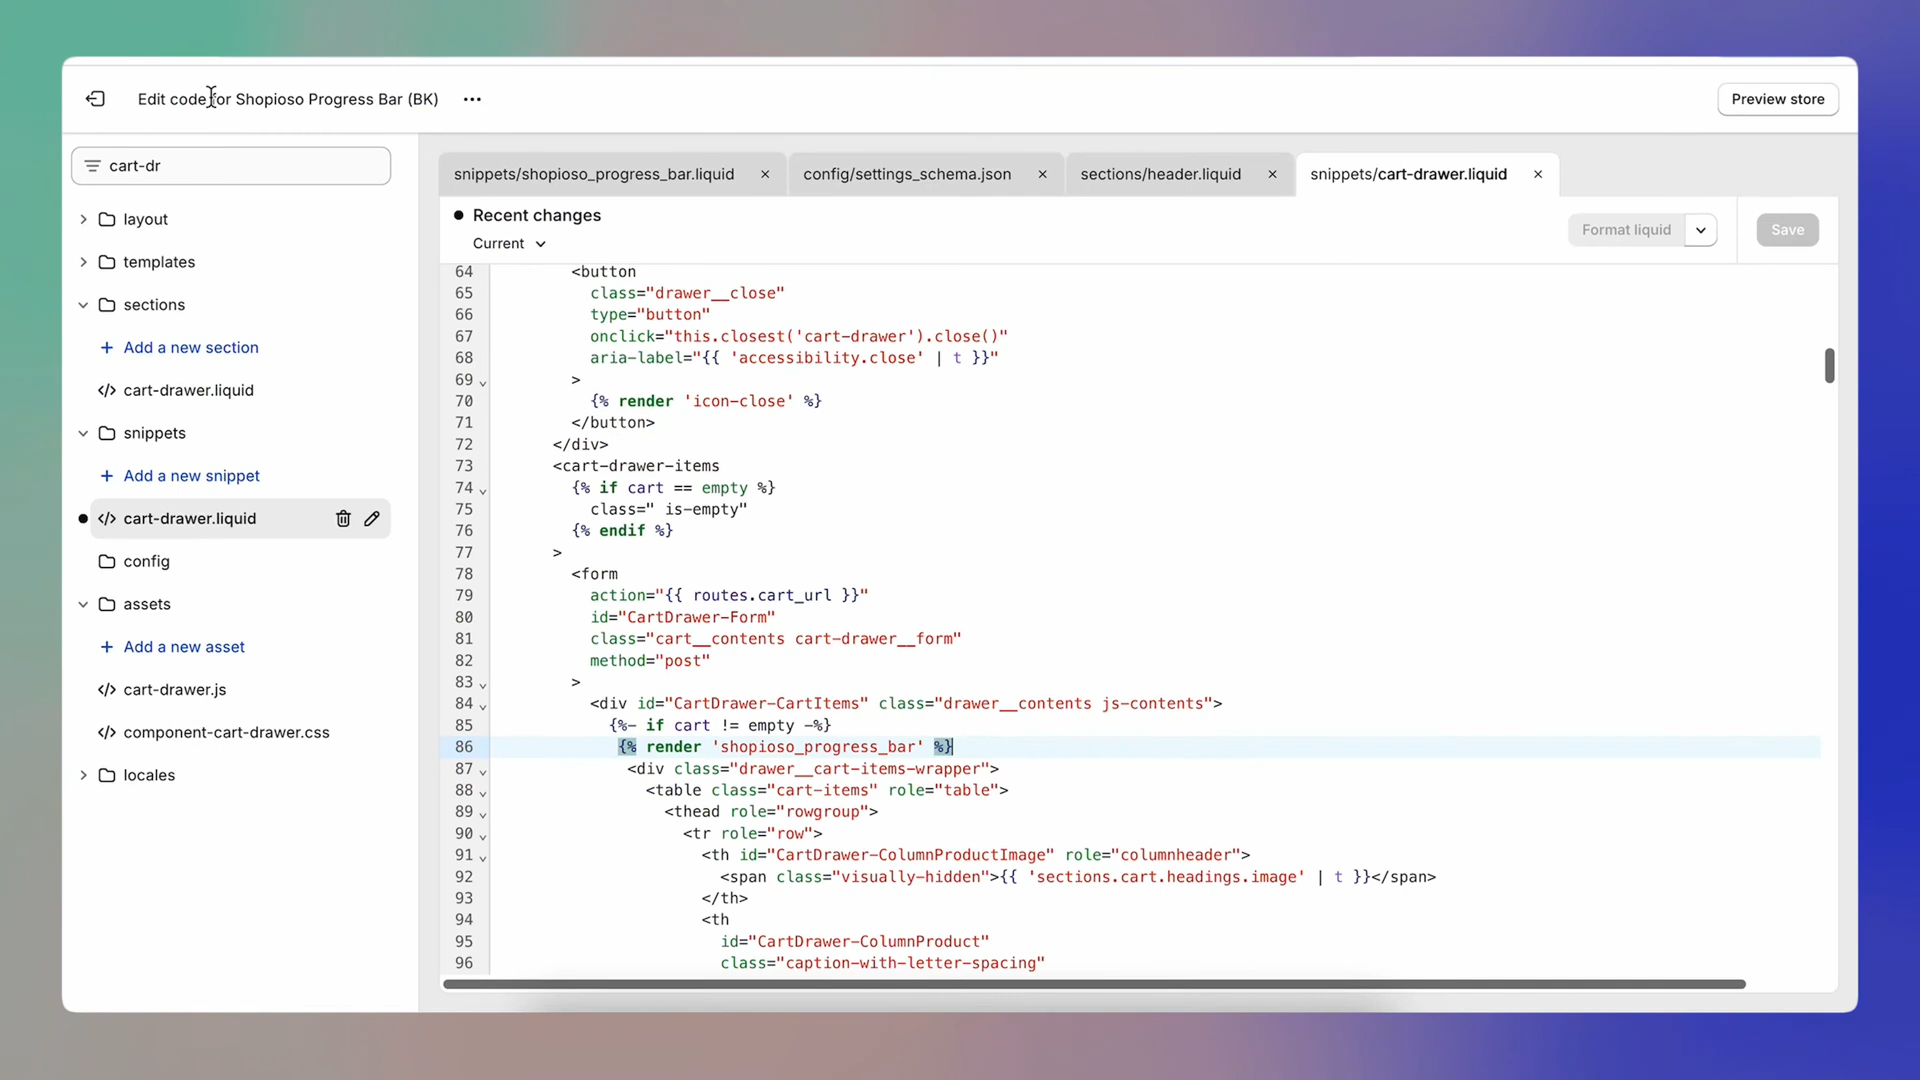 Edit code for Shopioso Progress Bar (BK) •••
Preview store
cart-dr
layout
templates
sections
+ Add a new section
</> cart-drawer.liquid
snippets
+ Add a new snippet
</> cart-drawer.liquid
config
assets
+ Add a new asset
</> cart-drawer.js
</> component-cart-drawer.css
locales
snippets/shopioso_progress_bar.liquid ×
config/settings_schema.json ×
sections/header.liquid ×
snippets/cart-drawer.liquid ×
● Recent changes
Current
Format liquid
Save
64 <button
65 class="drawer__close"
66 type="button"
67 onclick="this.closest('cart-drawer').close()"
68 aria-label="{{ 'accessibility.close' | t }}"
69 >
70 {% render 'icon-close' %}
71 </button>
72 </div>
73 <cart-drawer-items
74 {% if cart == empty %}
75 class=" is-empty"
76 {% endif %}
77 >
78 <form
79 action="{{ routes.cart_url }}"
80 id="CartDrawer-Form"
81 class="cart__contents cart-drawer__form"
82 method="post"
83 >
84 <div id="CartDrawer-CartItems" class="drawer__contents js-contents">
85 {%- if cart != empty -%}
86 {% render 'shopioso_progress_bar' %}
87 <div class="drawer__cart-items-wrapper">
88 <table class="cart-items" role="table">
89 <thead role="rowgroup">
90 <tr role="row">
91 <th id="CartDrawer-ColumnProductImage" role="columnheader">
92 <span class="visually-hidden">{{ 'sections.cart.headings.image' | t }}</span>
93 </th>
94 <th
95 id="CartDrawer-ColumnProduct"
96 class="caption-with-letter-spacing"